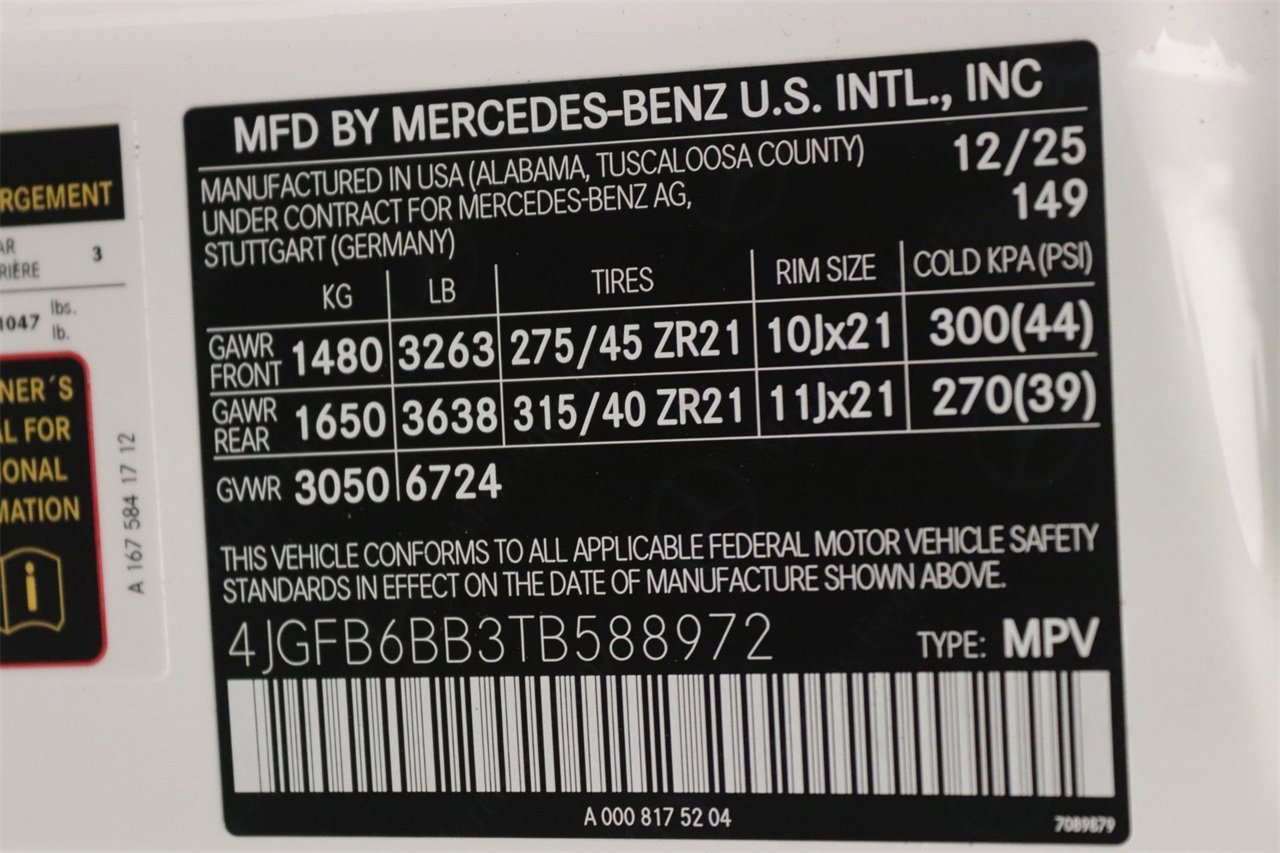 MFD BY MERCEDES-BENZ U.S. INTL., INC
MANUFACTURED IN USA (ALABAMA, TUSCALOOSA COUNTY) 12/25
UNDER CONTRACT FOR MERCEDES-BENZ AG, 149
STUTTGART (GERMANY)
KG LB TIRES RIM SIZE COLD KPA(PSI)
GAWR FRONT 1480 3263 275/45 ZR21 10Jx21 300(44)
GAWR REAR 1650 3638 315/40 ZR21 11Jx21 270(39)
GVWR 3050 6724
THIS VEHICLE CONFORMS TO ALL APPLICABLE FEDERAL MOTOR VEHICLE SAFETY
STANDARDS IN EFFECT ON THE DATE OF MANUFACTURE SHOWN ABOVE.
4JGFB6BB3TB588972 TYPE: MPV
A 000 817 52 04
7089879
RGEMENT
AR 3
RIÈRE
1047 lbs.
lb.
NER´S
L FOR
IONAL
MATION
i
A 167 584 17 12